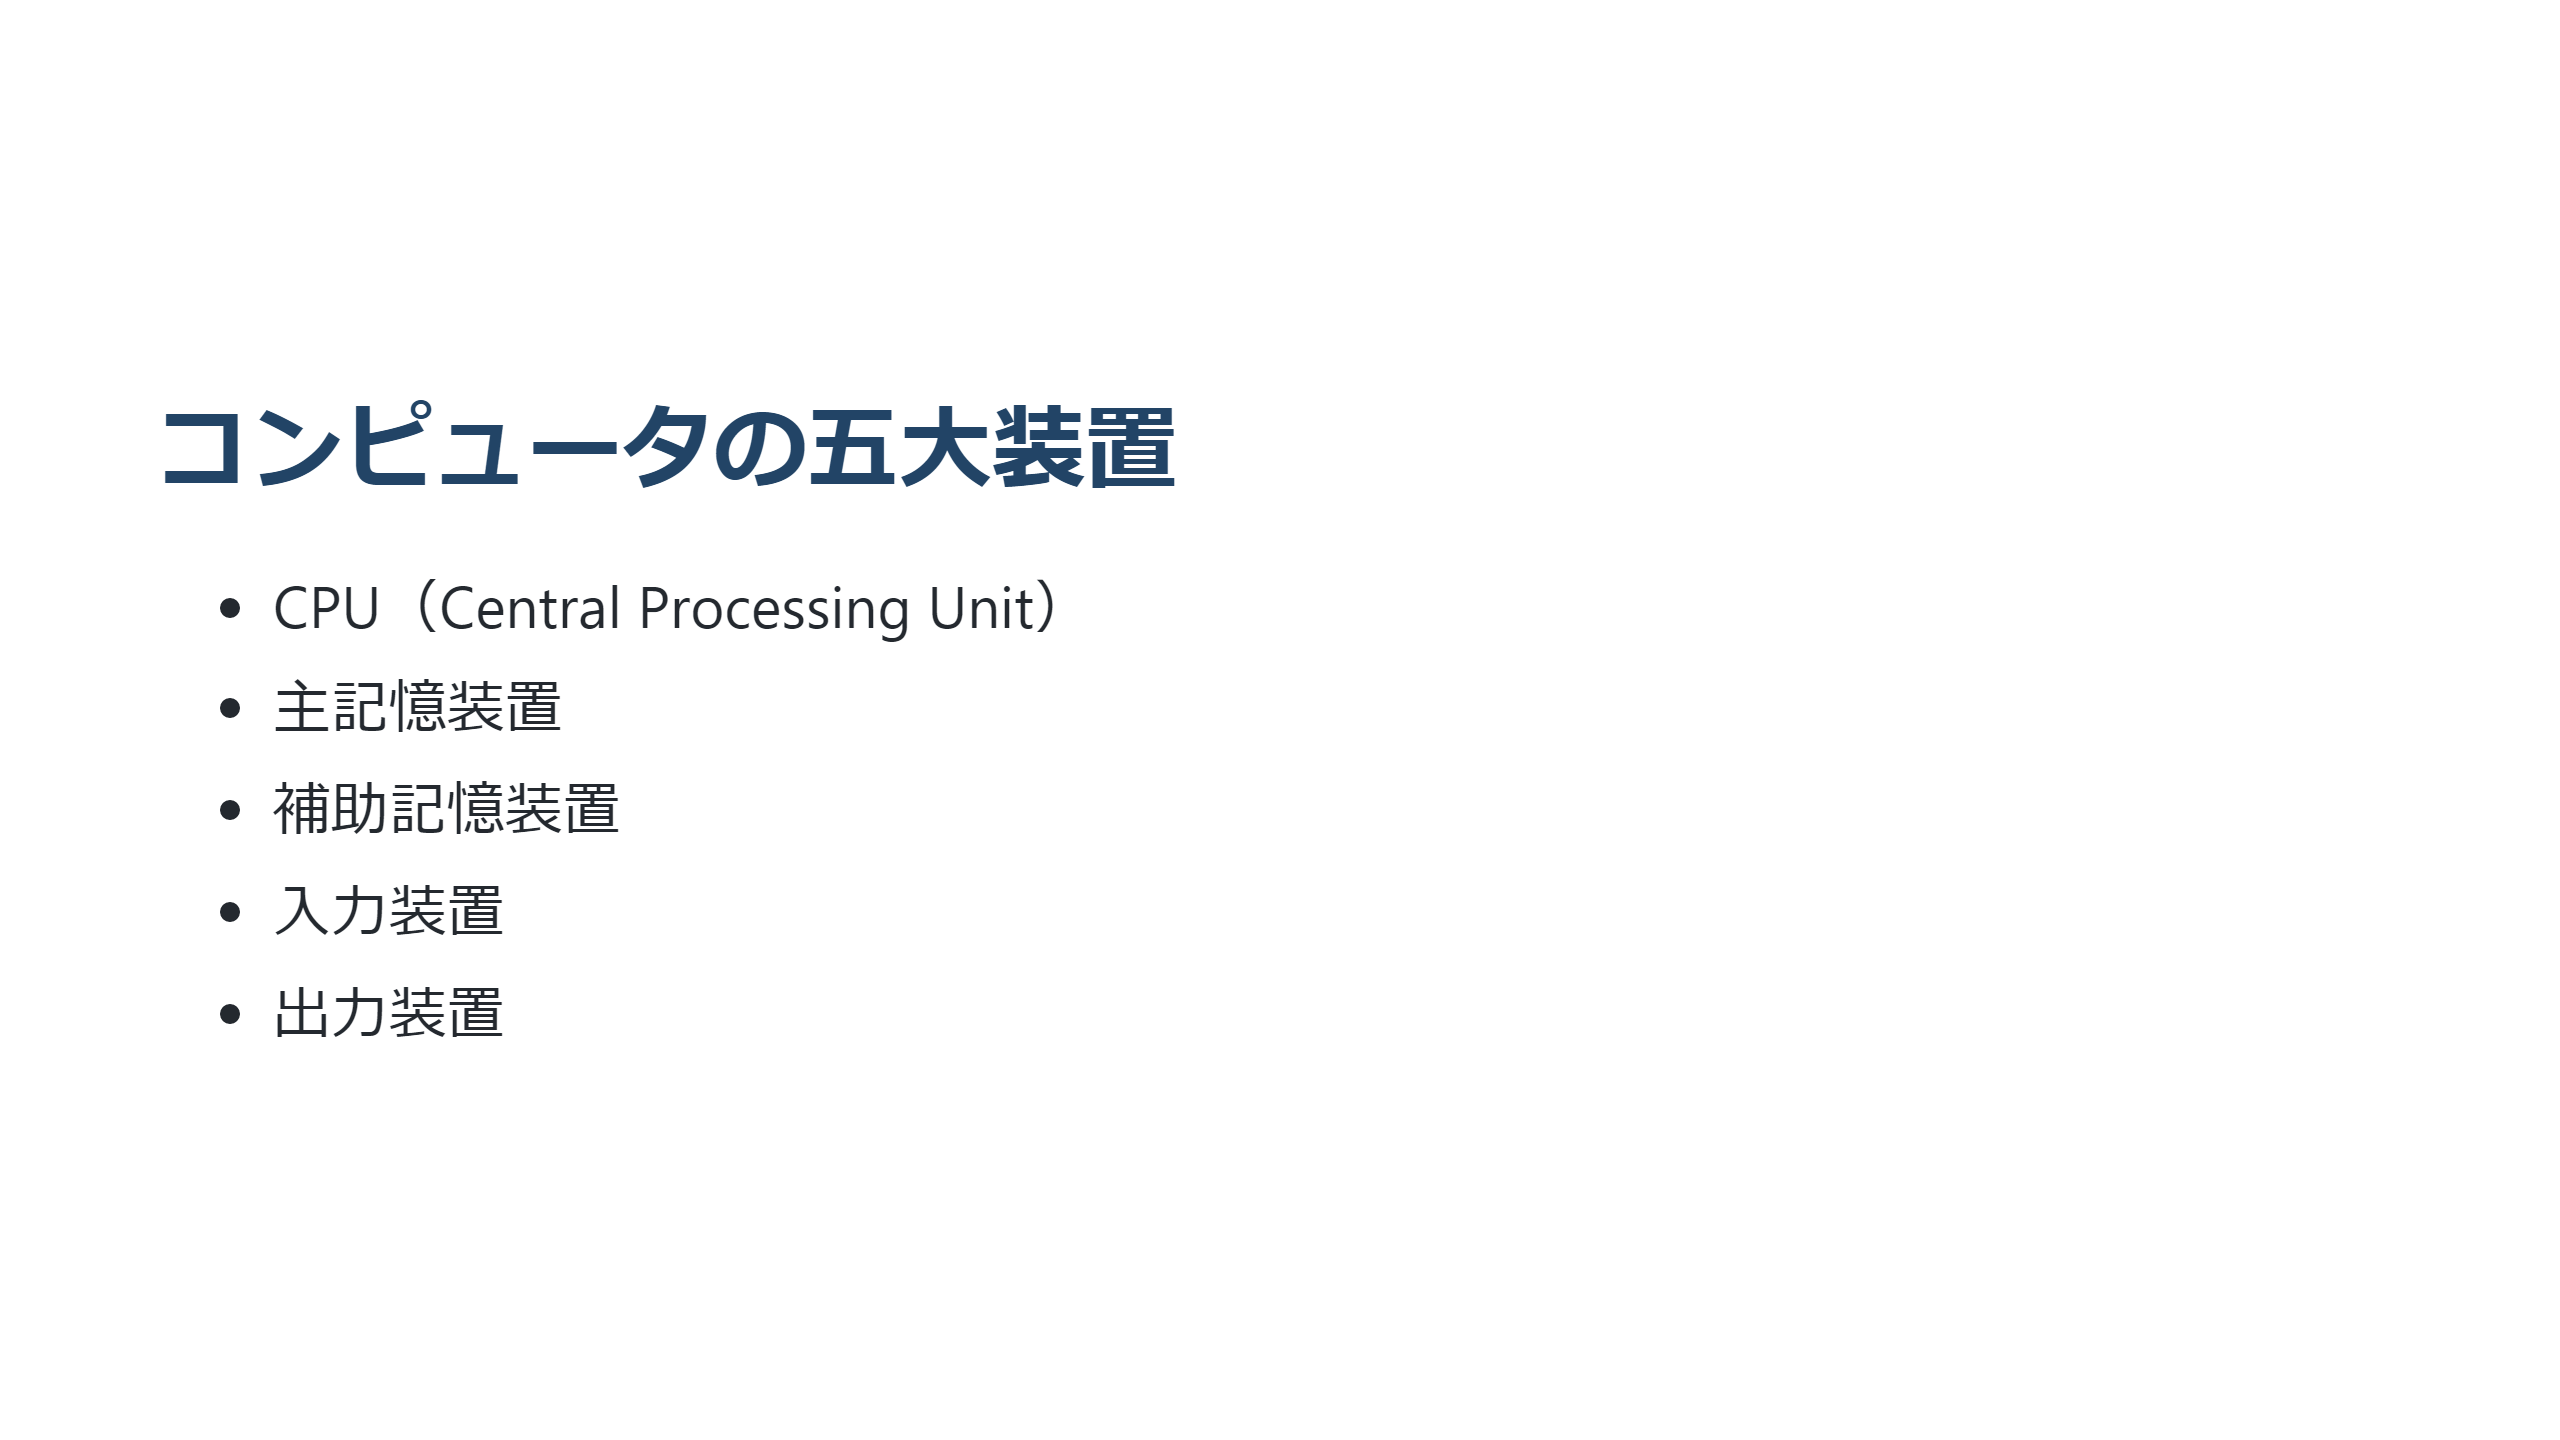 コンピュータの五大装置
• CPU（Central Processing Unit）
• 主記憶装置
• 補助記憶装置
• 入力装置
• 出力装置